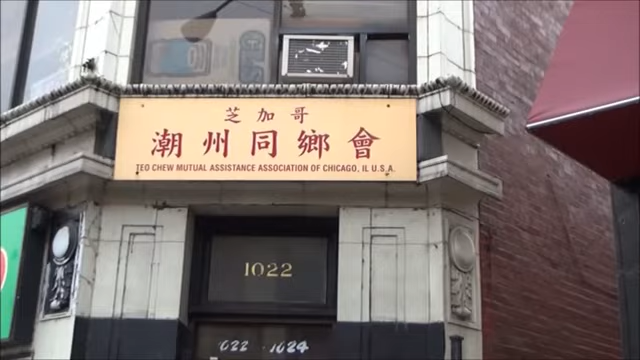 芝加哥
潮州同鄉會
TEO CHEW MUTUAL ASSISTANCE ASSOCIATION OF CHICAGO, IL U.S.A.
1022
022 - 1024